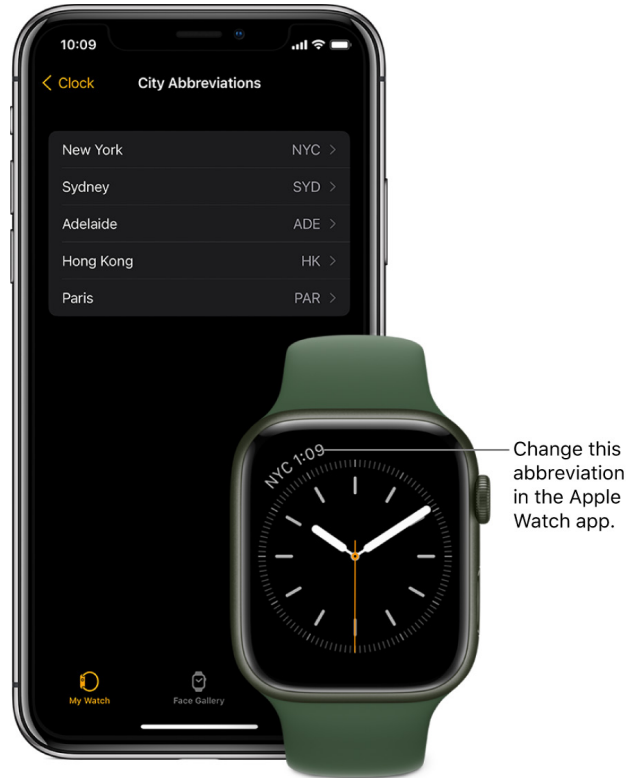 10:09
Clock
City Abbreviations
New York NYC
Sydney SYD
Adelaide ADE
Hong Kong HK
Paris PAR
NYC 1:09
Change this
abbreviation
in the Apple
Watch app.
My Watch
Face Gallery